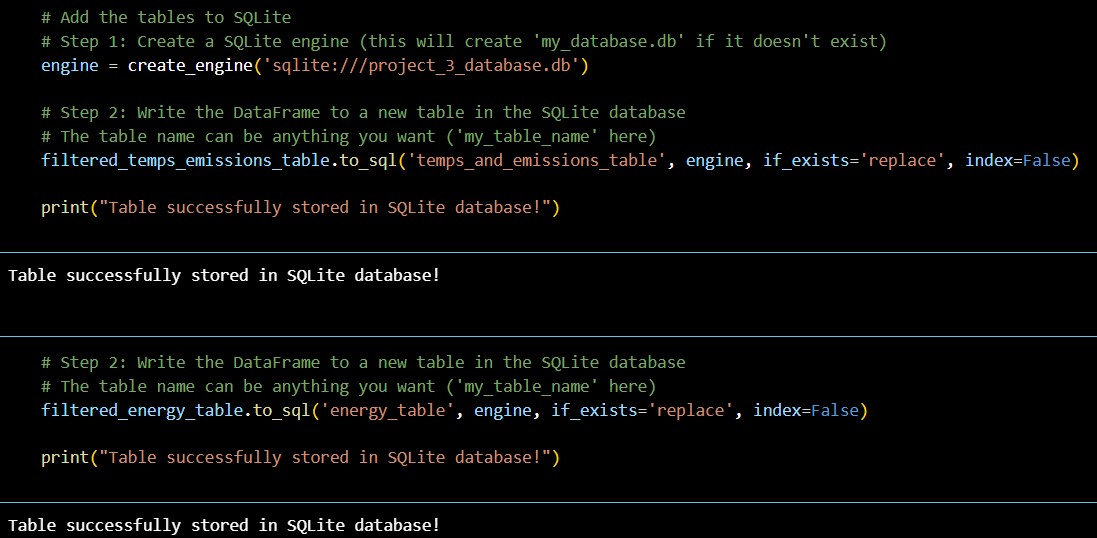 # Add the tables to SQLite
# Step 1: Create a SQLite engine (this will create 'my_database.db' if it doesn't exist)
engine = create_engine('sqlite:///project_3_database.db')
# Step 2: Write the DataFrame to a new table in the SQLite database
# The table name can be anything you want ('my_table_name' here)
filtered_temps_emissions_table.to_sql('temps_and_emissions_table', engine, if_exists='replace', index=False)
print("Table successfully stored in SQLite database!")
Table successfully stored in SQLite database!
# Step 2: Write the DataFrame to a new table in the SQLite database
# The table name can be anything you want ('my_table_name' here)
filtered_energy_table.to_sql('energy_table', engine, if_exists='replace', index=False)
print("Table successfully stored in SQLite database!")
Table successfully stored in SQLite database!